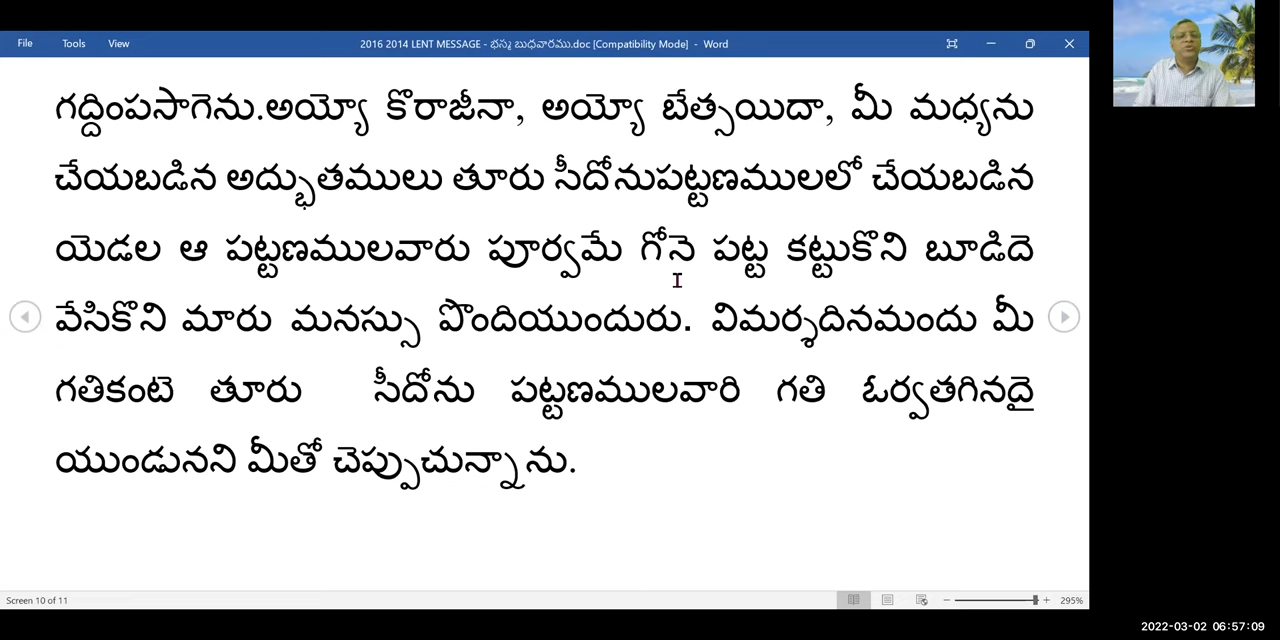 File Tools View 2016 2014 LENT MESSAGE - భస్మ బుధవారము.doc [Compatibility Mode] - Word
గద్దింపసాగెను.అయ్యో కొరాజీనా, అయ్యో బేత్సయిదా, మీ మధ్యను
చేయబడిన అద్భుతములు తూరు సీదోనుపట్టణములలో చేయబడిన
యెడల ఆ పట్టణములవారు పూర్వమే గోనె పట్ట కట్టుకొని బూడిదె
వేసికొని మారు మనస్సు పొందియుందురు. విమర్శదినమందు మీ
గతికంటె తూరు సీదోను పట్టణములవారి గతి ఓర్వతగినదై
యుండునని మీతో చెప్పుచున్నాను.
Screen 10 of 11 295%
2022-03-02 06:57:09